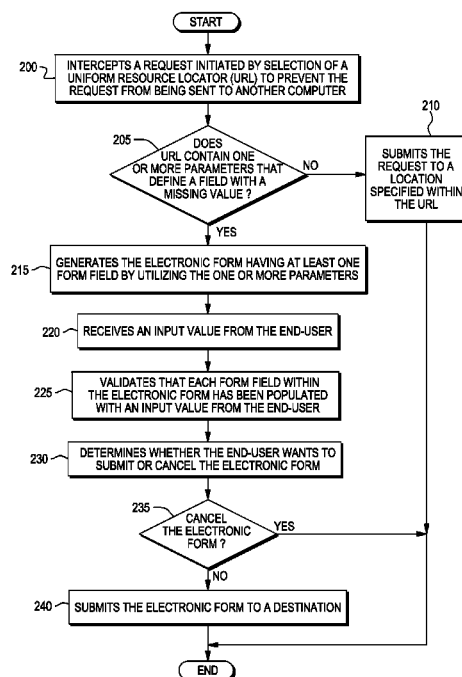 START
200
INTERCEPTS A REQUEST INITIATED BY SELECTION OF A
UNIFORM RESOURCE LOCATOR (URL) TO PREVENT THE
REQUEST FROM BEING SENT TO ANOTHER COMPUTER
205
DOES
URL CONTAIN ONE
OR MORE PARAMETERS THAT
DEFINE A FIELD WITH A
MISSING VALUE ?
NO
210
SUBMITS THE
REQUEST TO A
LOCATION
SPECIFIED WITHIN
THE URL
YES
215
GENERATES THE ELECTRONIC FORM HAVING AT LEAST ONE
FORM FIELD BY UTILIZING THE ONE OR MORE PARAMETERS
220
RECEIVES AN INPUT VALUE FROM THE END-USER
225
VALIDATES THAT EACH FORM FIELD WITHIN
THE ELECTRONIC FORM HAS BEEN POPULATED
WITH AN INPUT VALUE FROM THE END-USER
230
DETERMINES WHETHER THE END-USER WANTS TO
SUBMIT OR CANCEL THE ELECTRONIC FORM
235
CANCEL
THE ELECTRONIC
FORM ?
YES
NO
240
SUBMITS THE ELECTRONIC FORM TO A DESTINATION
END